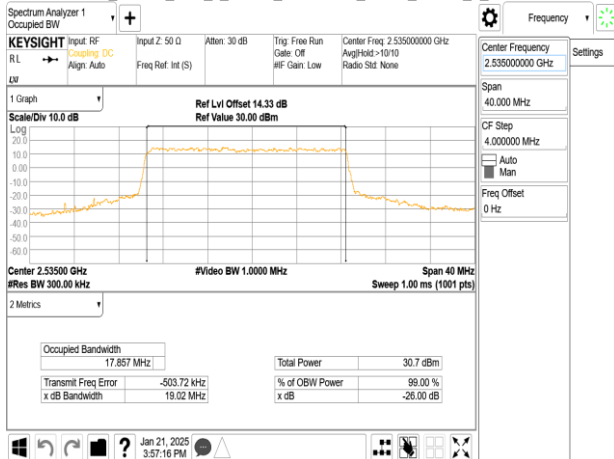 Spectrum Analyzer 1
Occupied BW
+
Frequency
KEYSIGHT
RL
LXI
Input: RF
Coupling: DC
Align: Auto
Input Z: 50 Ω
Freq Ref: Int (S)
Atten: 30 dB
Trig: Free Run
Gate: Off
#IF Gain: Low
Center Freq: 2.535000000 GHz
Avg|Hold:>10/10
Radio Std: None
Center Frequency
2.535000000 GHz
Settings
Span
40.000 MHz
CF Step
4.000000 MHz
Auto
Man
Freq Offset
0 Hz
1 Graph
Scale/Div 10.0 dB
Ref Lvl Offset 14.33 dB
Ref Value 30.00 dBm
Log
20.0
10.0
0.00
-10.0
-20.0
-30.0
-40.0
-50.0
-60.0
Center 2.53500 GHz
#Video BW 1.0000 MHz
Span 40 MHz
#Res BW 300.00 kHz
Sweep 1.00 ms (1001 pts)
2 Metrics
Occupied Bandwidth
17.857 MHz
Total Power 30.7 dBm
Transmit Freq Error -503.72 kHz
% of OBW Power 99.00 %
x dB Bandwidth 19.02 MHz
x dB -26.00 dB
?
Jan 21, 2025
3:57:16 PM